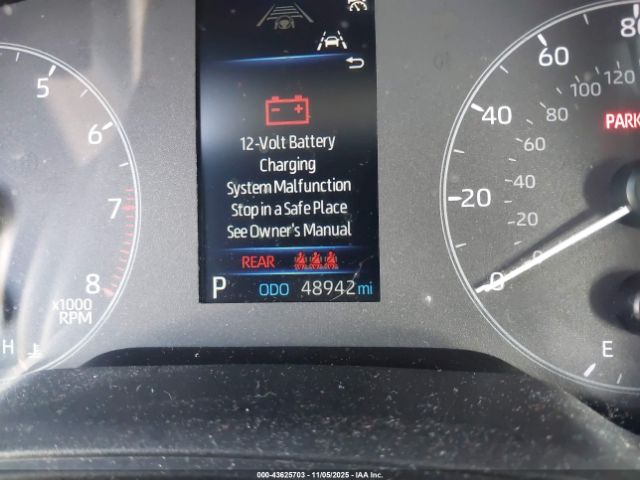 5
6
7
8
x1000
RPM
H
12-Volt Battery
Charging
System Malfunction
Stop in a Safe Place
See Owner's Manual
REAR
P ODO 48942 mi
80
60
40
20
0
120
100
80
60
40
20
0
PARK
E
000-43625703 - 11/05/2025 - IAA Inc.